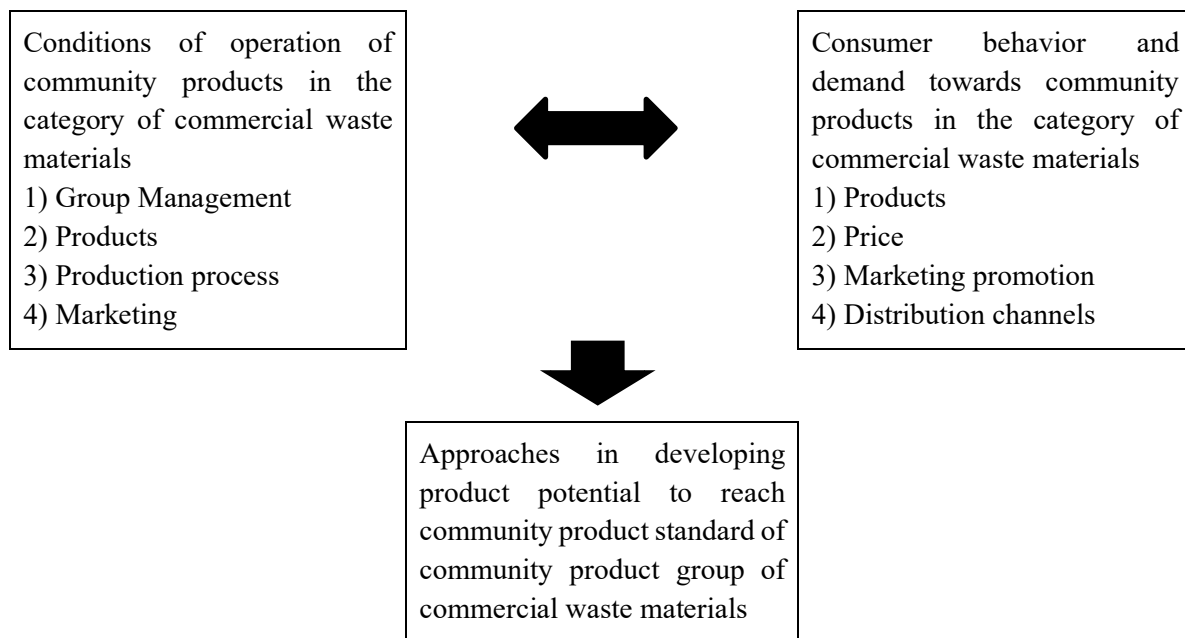 Conditions of operation of
community products in the
category of commercial waste
materials
1) Group Management
2) Products
3) Production process
4) Marketing
Consumer behavior and
demand towards community
products in the category of
commercial waste materials
1) Products
2) Price
3) Marketing promotion
4) Distribution channels
Approaches in developing
product potential to reach
community product standard of
community product group of
commercial waste materials